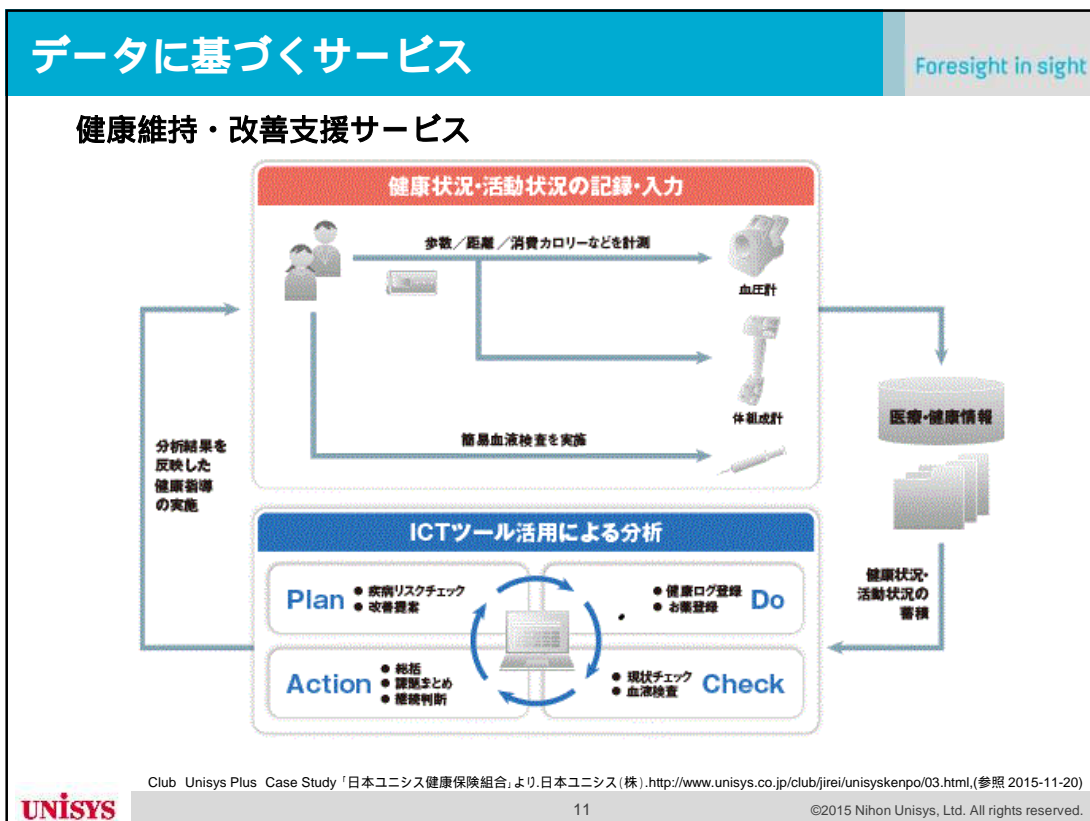 データに基づくサービス
Foresight in sight
健康維持・改善支援サービス
健康状況・活動状況の記録・入力
歩数／距離／消費カロリーなどを計測
血圧計
体組成計
簡易血液検査を実施
医療・健康情報
健康状況・
活動状況の
蓄積
分析結果を
反映した
健康指導
の実施
ICTツール活用による分析
Plan
● 疾病リスクチェック
● 改善提案
● 健康ログ登録
● お薬登録
Do
Action
● 総括
● 課題まとめ
● 継続判断
● 現状チェック
● 血液検査
Check
Club Unisys Plus Case Study「日本ユニシス健康保険組合」より.日本ユニシス(株).http://www.unisys.co.jp/club/jirei/unisyskenpo/03.html,(参照 2015-11-20)
UNISYS
11
©2015 Nihon Unisys, Ltd. All rights reserved.